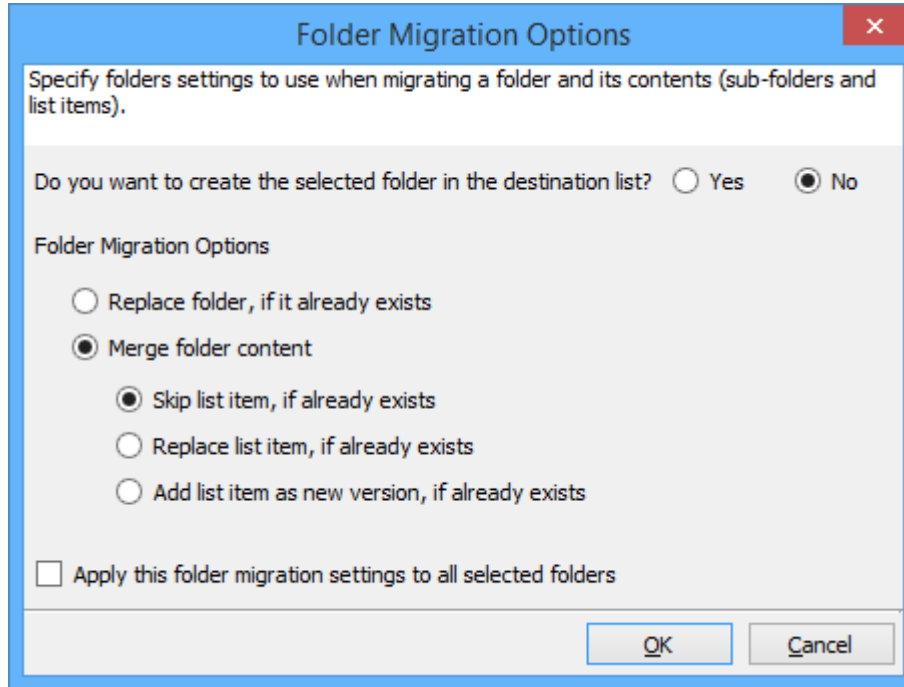 Folder Migration Options
Specify folders settings to use when migrating a folder and its contents (sub-folders and
list items).
Do you want to create the selected folder in the destination list? Yes No
Folder Migration Options
Replace folder, if it already exists
Merge folder content
Skip list item, if already exists
Replace list item, if already exists
Add list item as new version, if already exists
Apply this folder migration settings to all selected folders
OK Cancel